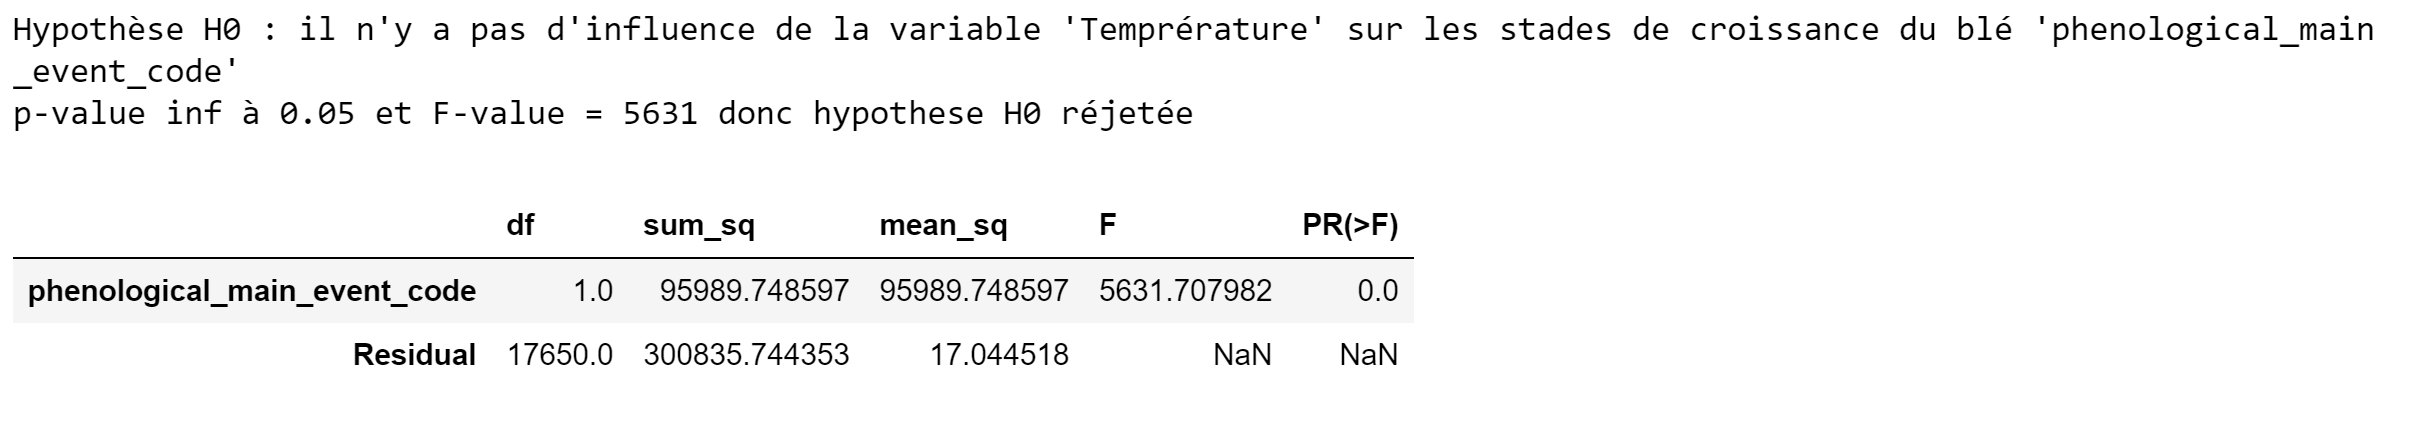 Hypothèse H0 : il n'y a pas d'influence de la variable 'Temprérature' sur les stades de croissance du blé 'phenological_main
_event_code'
p-value inf à 0.05 et F-value = 5631 donc hypothese H0 réjetée
df sum_sq mean_sq F PR(>F)
phenological_main_event_code 1.0 95989.748597 95989.748597 5631.707982 0.0
Residual 17650.0 300835.744353 17.044518 NaN NaN